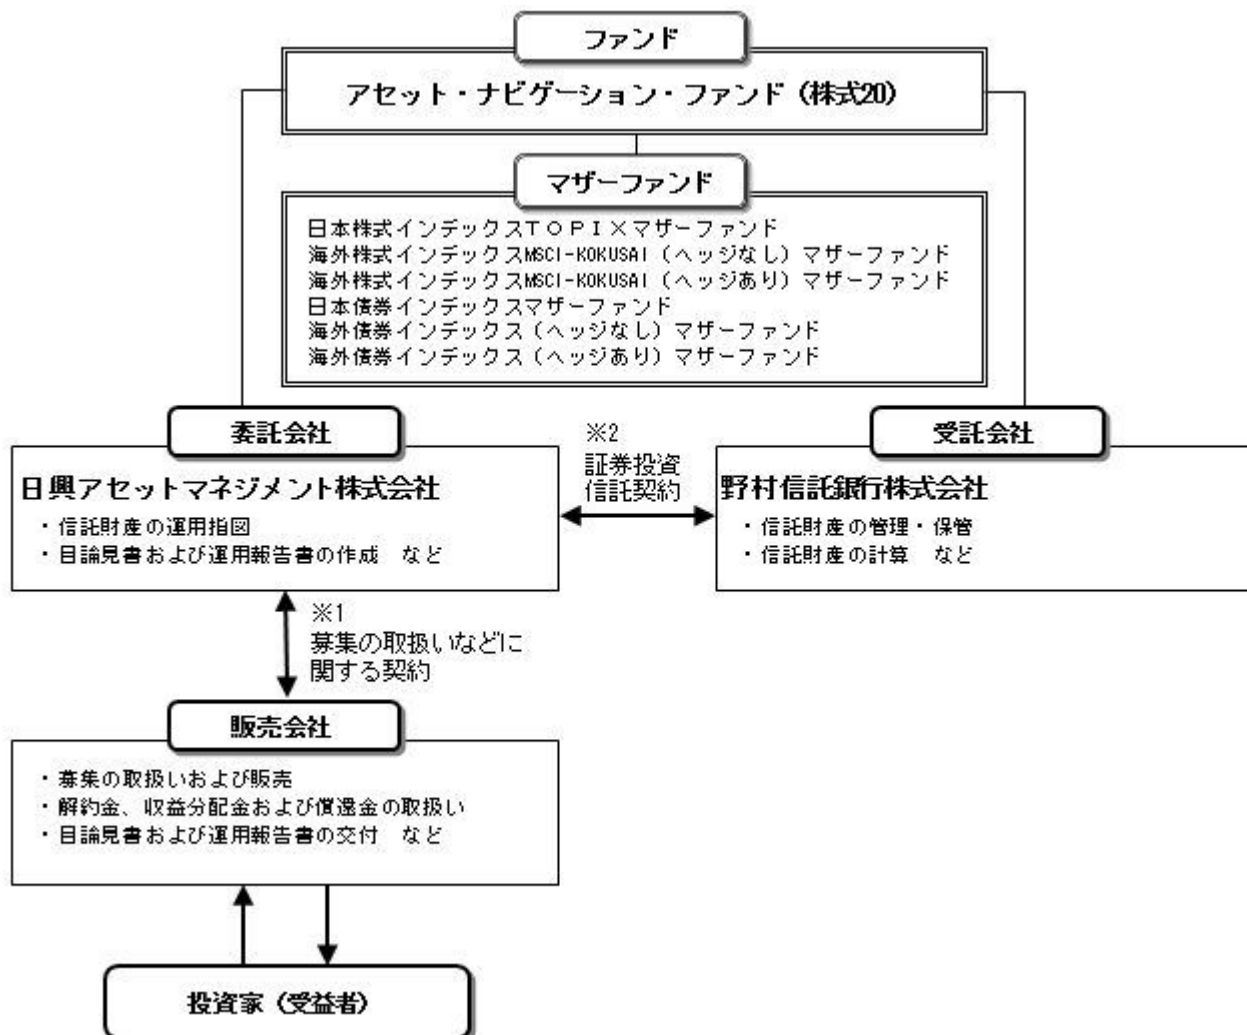 ファンド
アセット・ナビゲーション・ファンド（株式20）
マザーファンド
日本株式インデックスＴＯＰＩＸマザーファンド
海外株式インデックスMSCI-KOKUSAI（ヘッジなし）マザーファンド
海外株式インデックスMSCI-KOKUSAI（ヘッジあり）マザーファンド
日本債券インデックスマザーファンド
海外債券インデックス（ヘッジなし）マザーファンド
海外債券インデックス（ヘッジあり）マザーファンド
委託会社
日興アセットマネジメント株式会社
・信託財産の運用指図
・目論見書および運用報告書の作成　など
※2
証券投資
信託契約
受託会社
野村信託銀行株式会社
・信託財産の管理・保管
・信託財産の計算　など
※1
募集の取扱いなどに
関する契約
販売会社
・募集の取扱いおよび販売
・解約金、収益分配金および償還金の取扱い
・目論見書および運用報告書の交付　など
投資家（受益者）